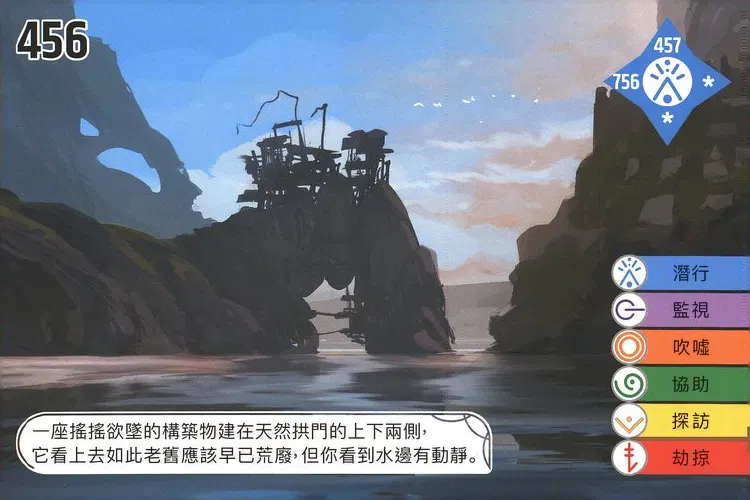 456
457
756
*
*
潛行
監視
吹噓
協助
探訪
劫掠
一座搖搖欲墜的構築物建在天然拱門的上下兩側,
它看上去如此老舊應該早已荒廢,但你看到水邊有動靜。